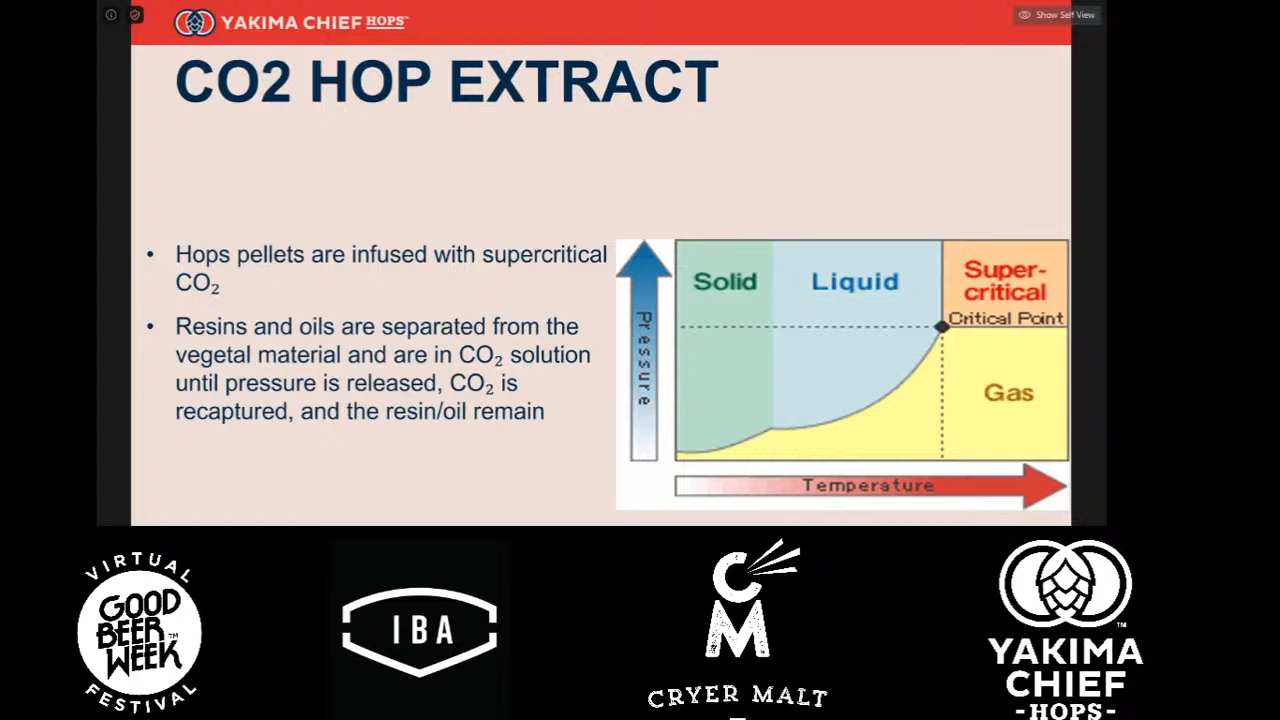 YAKIMA CHIEF HOPS™
Show Self View
CO2 HOP EXTRACT
• Hops pellets are infused with supercritical
CO₂
• Resins and oils are separated from the
vegetal material and are in CO₂ solution
until pressure is released, CO₂ is
recaptured, and the resin/oil remain
Pressure
Solid
Liquid
Super-
critical
Critical Point
Gas
Temperature
VIRTUAL
GOOD
BEER
WEEK™
FESTIVAL
IBA
CM
CRYER MALT
YAKIMA
CHIEF
-HOPS-
™